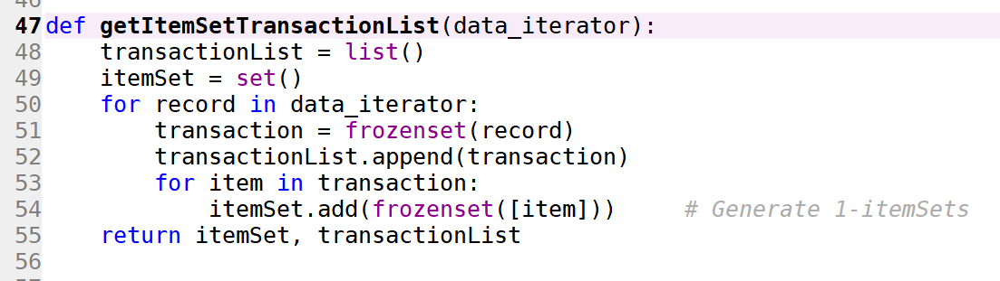 46
47 def getItemSetTransactionList(data_iterator):
48     transactionList = list()
49     itemSet = set()
50     for record in data_iterator:
51         transaction = frozenset(record)
52         transactionList.append(transaction)
53         for item in transaction:
54             itemSet.add(frozenset([item]))     # Generate 1-itemSets
55     return itemSet, transactionList
56